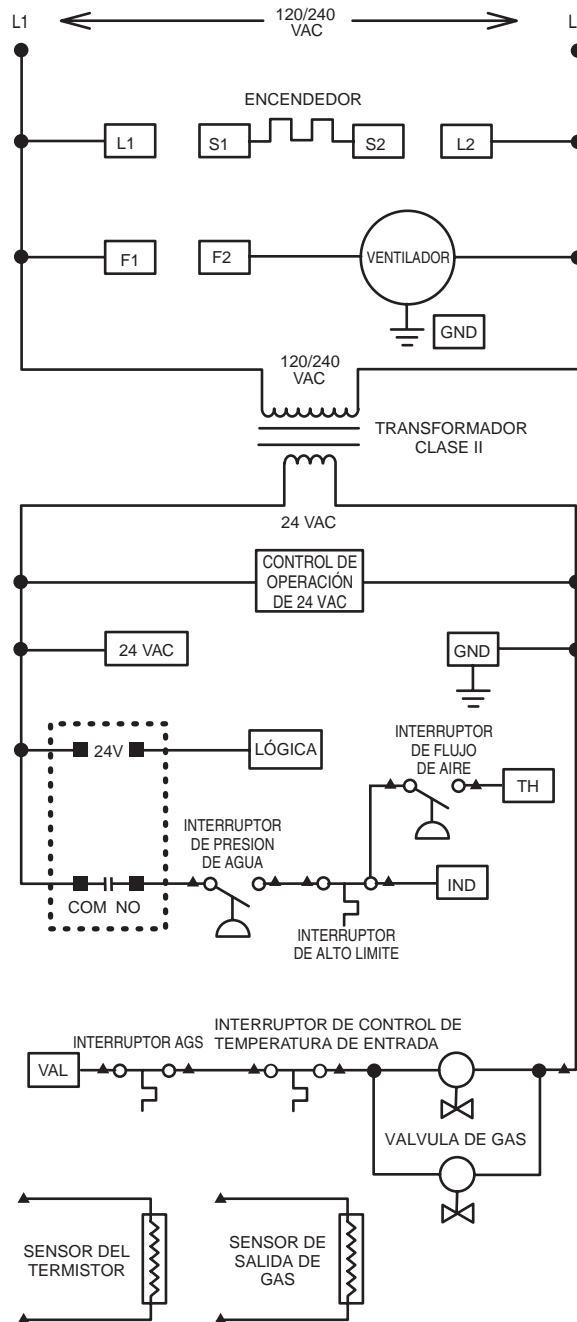 L1
120/240
VAC
L
ENCENDEDOR
L1
S1
S2
L2
F1
F2
VENTILADOR
GND
120/240
VAC
TRANSFORMADOR
CLASE II
24 VAC
CONTROL DE
OPERACIÓN
DE 24 VAC
24 VAC
GND
24V
LÓGICA
INTERRUPTOR
DE FLUJO
DE AIRE
TH
INTERRUPTOR
DE PRESION
DE AGUA
COM NO
IND
INTERRUPTOR
DE ALTO LIMITE
INTERRUPTOR AGS
INTERRUPTOR DE CONTROL DE
TEMPERATURA DE ENTRADA
VAL
VALVULA DE GAS
SENSOR DEL
TERMISTOR
SENSOR DE
SALIDA DE
GAS